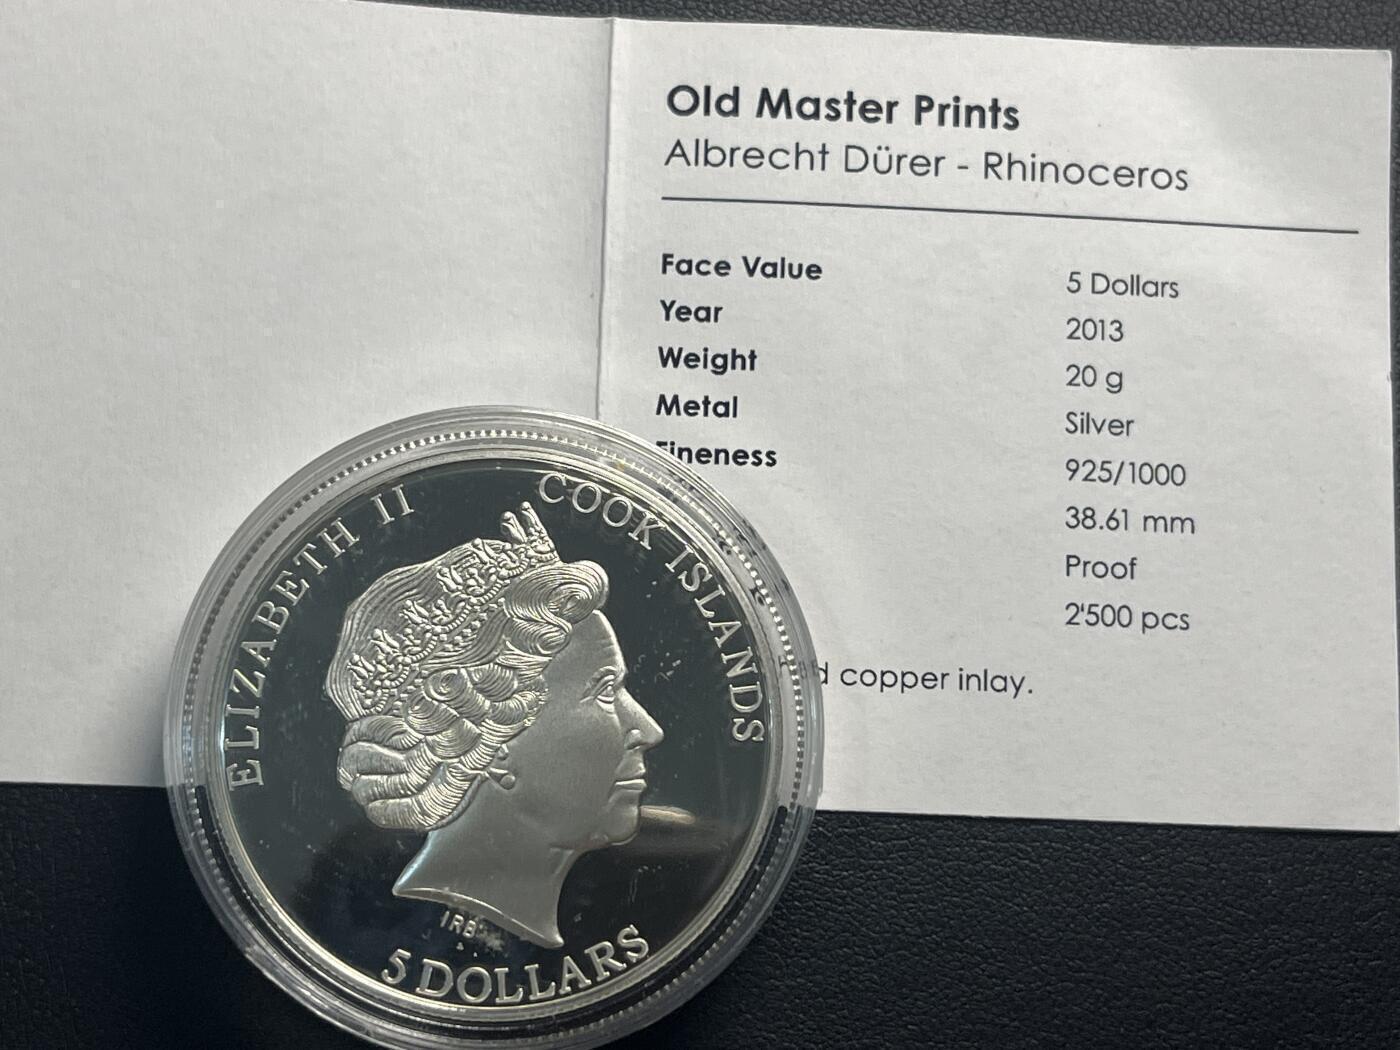 Old Master Prints
Albrecht Dürer - Rhinoceros
Face Value 5 Dollars
Year 2013
Weight 20 g
Metal Silver
Fineness 925/1000
38.61 mm
Proof
2'500 pcs
copper inlay.
ELIZABETH II
COOK ISLANDS
IRB
5 DOLLARS